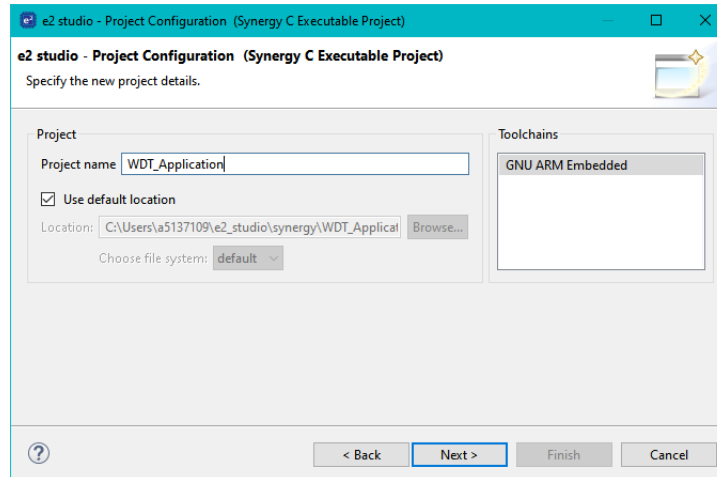 e2 studio - Project Configuration (Synergy C Executable Project)
e2 studio - Project Configuration (Synergy C Executable Project)
Specify the new project details.
Project
Project name WDT_Application
Use default location
Location: C:\Users\a5137109\e2_studio\synergy\WDT_Applicat Browse...
Choose file system: default
Toolchains
GNU ARM Embedded
? < Back Next > Finish Cancel